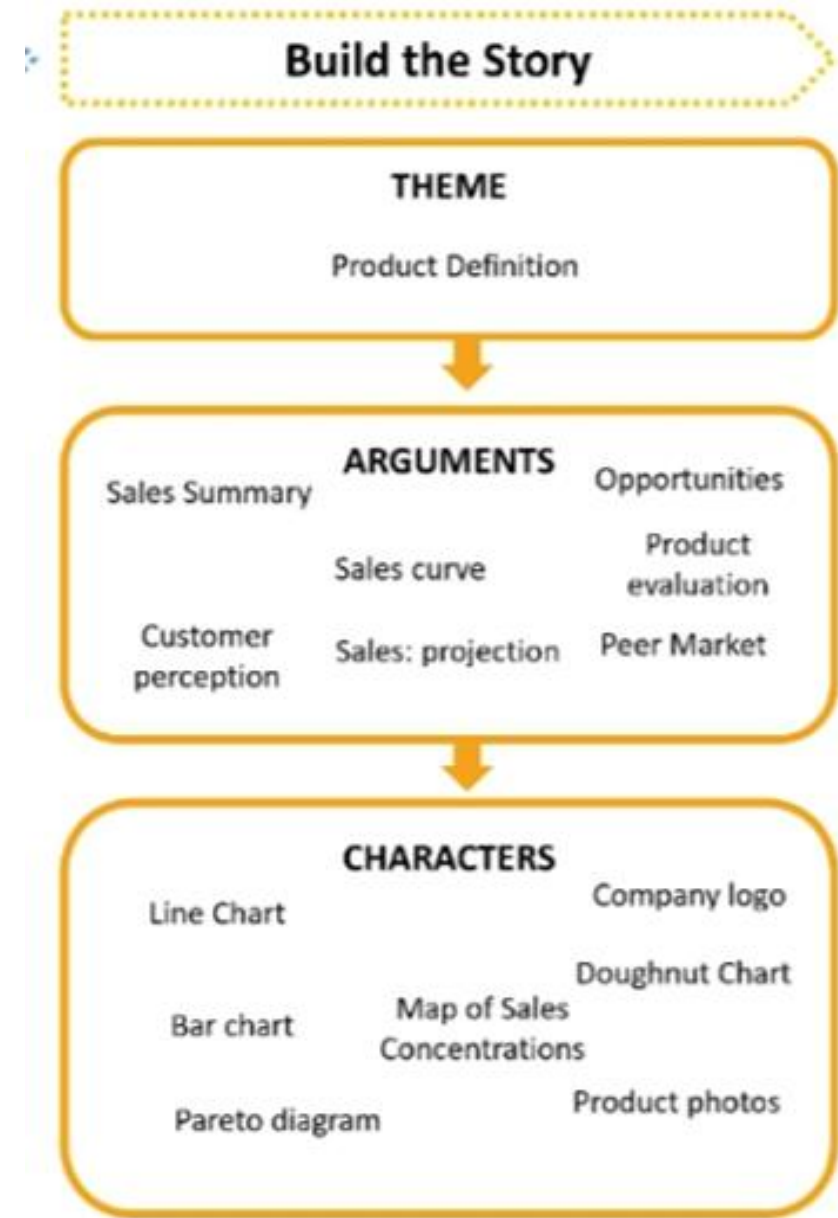 Build the Story
THEME
Product Definition
ARGUMENTS
Sales Summary
Opportunities
Sales curve
Product
evaluation
Customer
perception
Sales: projection
Peer Market
CHARACTERS
Line Chart
Company logo
Doughnut Chart
Bar chart
Map of Sales
Concentrations
Pareto diagram
Product photos